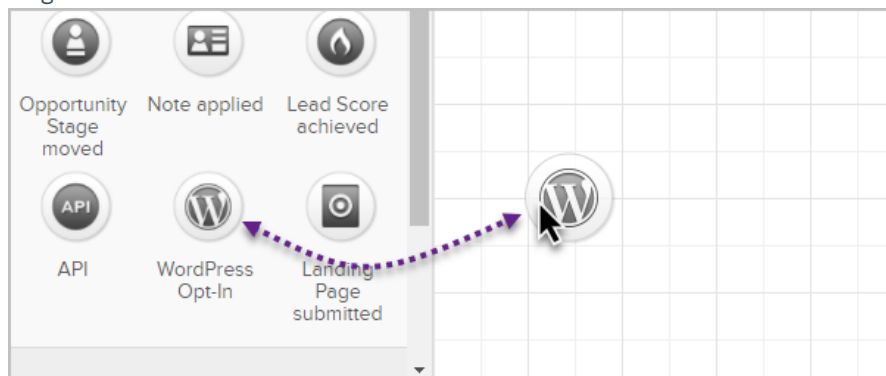 Opportunity
Stage
moved
Note applied
Lead Score
achieved
API
API
WordPress
Opt-In
Landing
Page
submitted